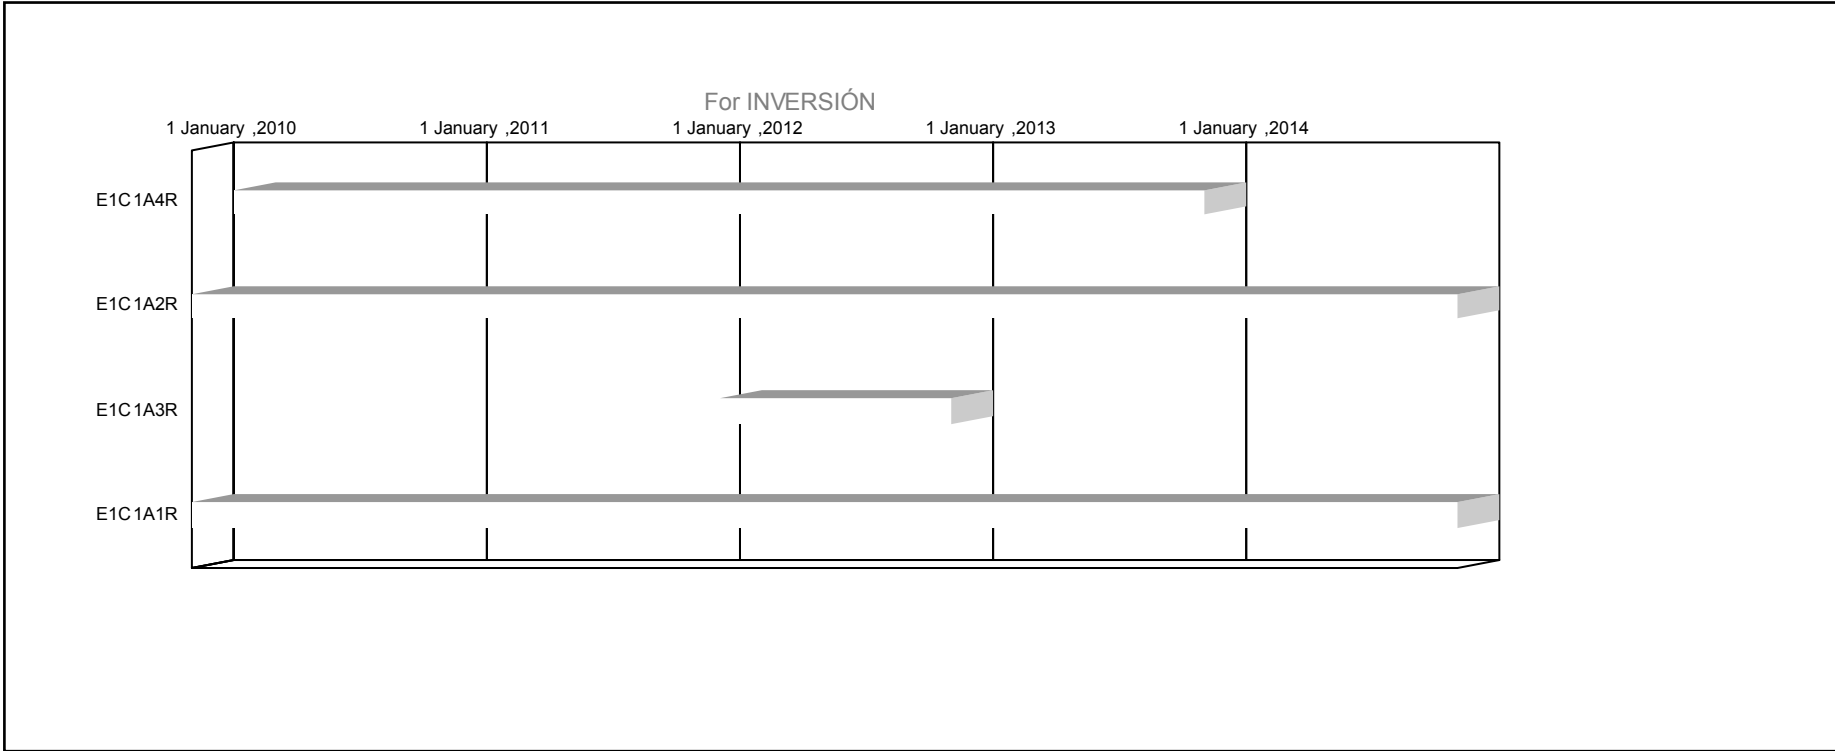 For INVERSIÓN
1 January ,2010 1 January ,2011 1 January ,2012 1 January ,2013 1 January ,2014
E1C1A4R
E1C1A2R
E1C1A3R
E1C1A1R